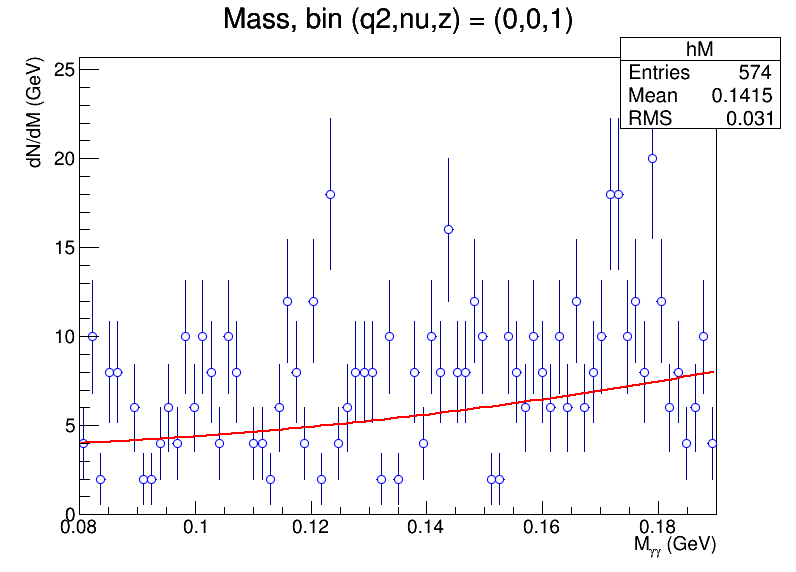 Mass, bin (q2,nu,z) = (0,0,1)
hM
Entries 574
Mean 0.1415
RMS 0.031
dN/dM (GeV)
25
20
15
10
5
0
0.08 0.1 0.12 0.14 0.16 0.18
Mγγ (GeV)